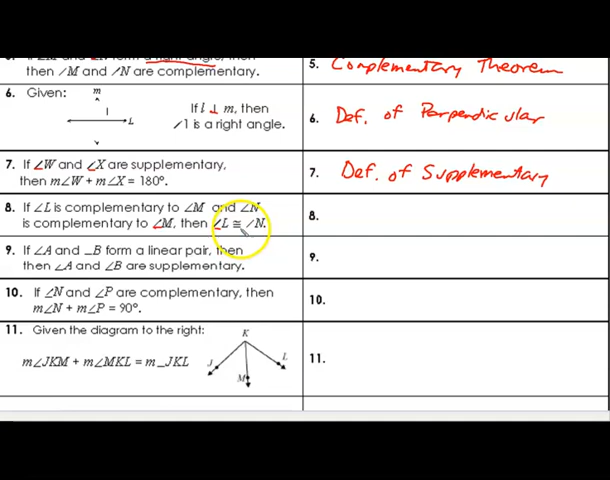 then ∠M and ∠N are complementary.
5. Complementary Theorem
6. Given:
m
1
L
If l ⊥ m, then
∠1 is a right angle.
6. Def. of Perpendicular
7. If ∠W and ∠X are supplementary,
then m∠W + m∠X = 180°.
7. Def. of Supplementary
8. If ∠L is complementary to ∠M and ∠N
is complementary to ∠M, then ∠L ≅ ∠N.
8.
9. If ∠A and _B form a linear pair, then
then ∠A and ∠B are supplementary.
9.
10. If ∠N and ∠P are complementary, then
m∠N + m∠P = 90°.
10.
11. Given the diagram to the right:
m∠JKM + m∠MKL = m_JKL
K
J
L
M
11.